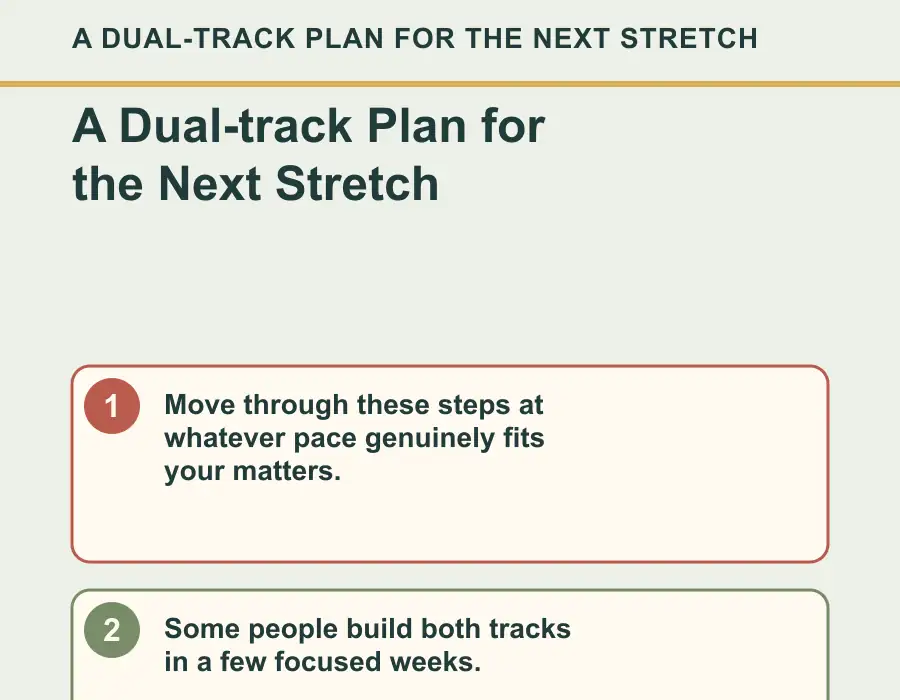 A DUAL-TRACK PLAN FOR THE NEXT STRETCH
A Dual-track Plan for
the Next Stretch
1
Move through these steps at
whatever pace genuinely fits
your matters.
2
Some people build both tracks
in a few focused weeks.